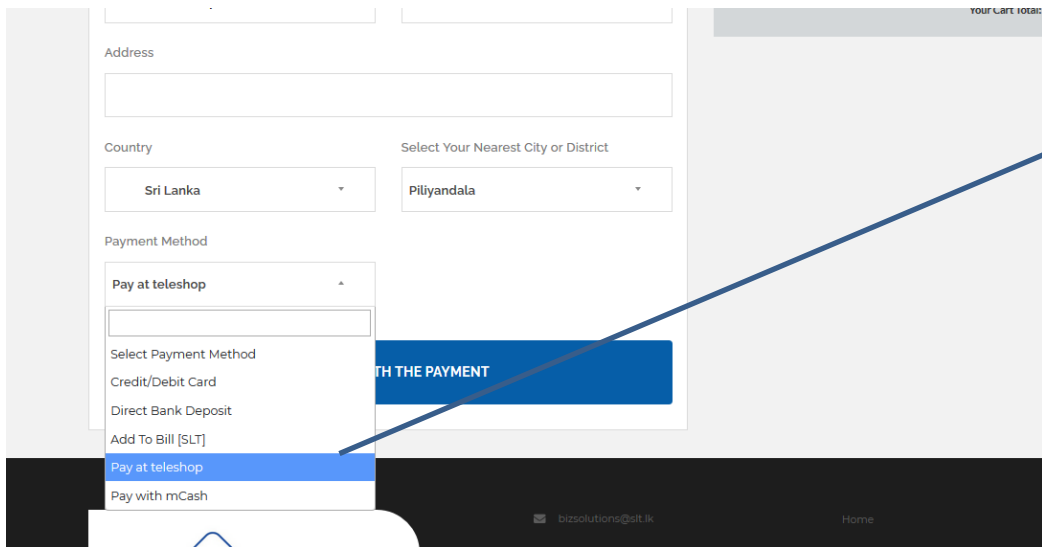 Your Cart Total:
Address
Country
Select Your Nearest City or District
Sri Lanka
Piliyandala
Payment Method
Pay at teleshop
Select Payment Method
Credit/Debit Card
TH THE PAYMENT
Direct Bank Deposit
Add To Bill [SLT]
Pay at teleshop
Pay with mCash
bizsolutions@slt.lk
Home